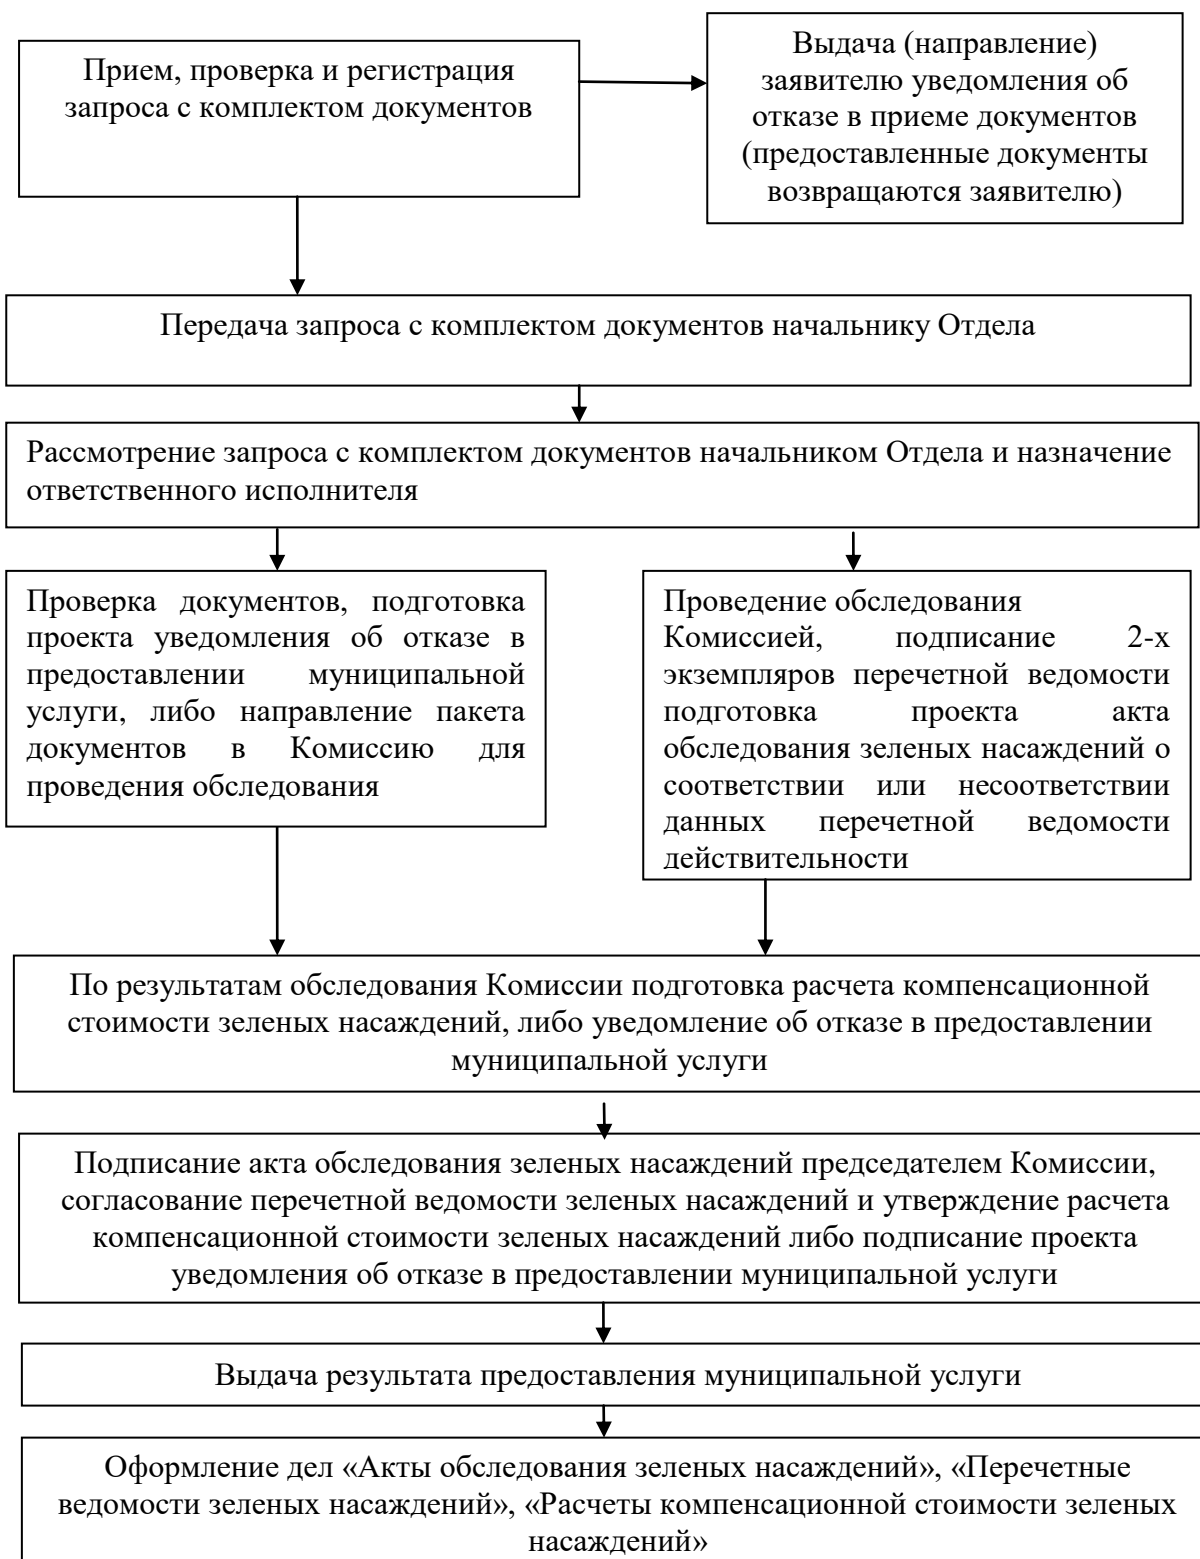 Прием, проверка и регистрация
запроса с комплектом документов
Выдача (направление)
заявителю уведомления об
отказе в приеме документов
(предоставленные документы
возвращаются заявителю)
Передача запроса с комплектом документов начальнику Отдела
Рассмотрение запроса с комплектом документов начальником Отдела и назначение
ответственного исполнителя
Проверка документов, подготовка
проекта уведомления об отказе в
предоставлении муниципальной
услуги, либо направление пакета
документов в Комиссию для
проведения обследования
Проведение обследования
Комиссией, подписание 2-х
экземпляров перечетной ведомости
подготовка проекта акта
обследования зеленых насаждений о
соответствии или несоответствии
данных перечетной ведомости
действительности
По результатам обследования Комиссии подготовка расчета компенсационной
стоимости зеленых насаждений, либо уведомление об отказе в предоставлении
муниципальной услуги
Подписание акта обследования зеленых насаждений председателем Комиссии,
согласование перечетной ведомости зеленых насаждений и утверждение расчета
компенсационной стоимости зеленых насаждений либо подписание проекта
уведомления об отказе в предоставлении муниципальной услуги
Выдача результата предоставления муниципальной услуги
Оформление дел «Акты обследования зеленых насаждений», «Перечетные
ведомости зеленых насаждений», «Расчеты компенсационной стоимости зеленых
насаждений»